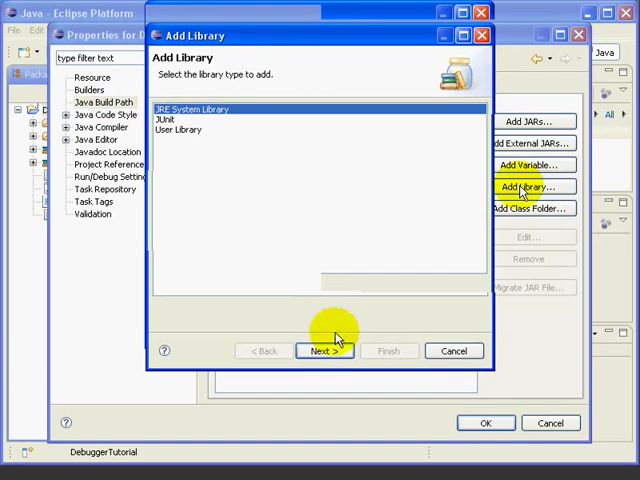 Java - Eclipse Platform
File
Java
Properties for D
type filter text
Resource
Builders
Java Build Path
Java Code Style
Java Compiler
Java Editor
Javadoc Location
Project Reference
Run/Debug Setting
Task Repository
Task Tags
Validation
Add Library
Add Library
Select the library type to add.
JRE System Library
JUnit
User Library
< Back
Next >
Finish
Cancel
Add JARs...
dd External JARs...
Add Variable...
Add Library...
Add Class Folder...
Edit...
Remove
Migrate JAR File...
All
OK
Cancel
DebuggerTutorial